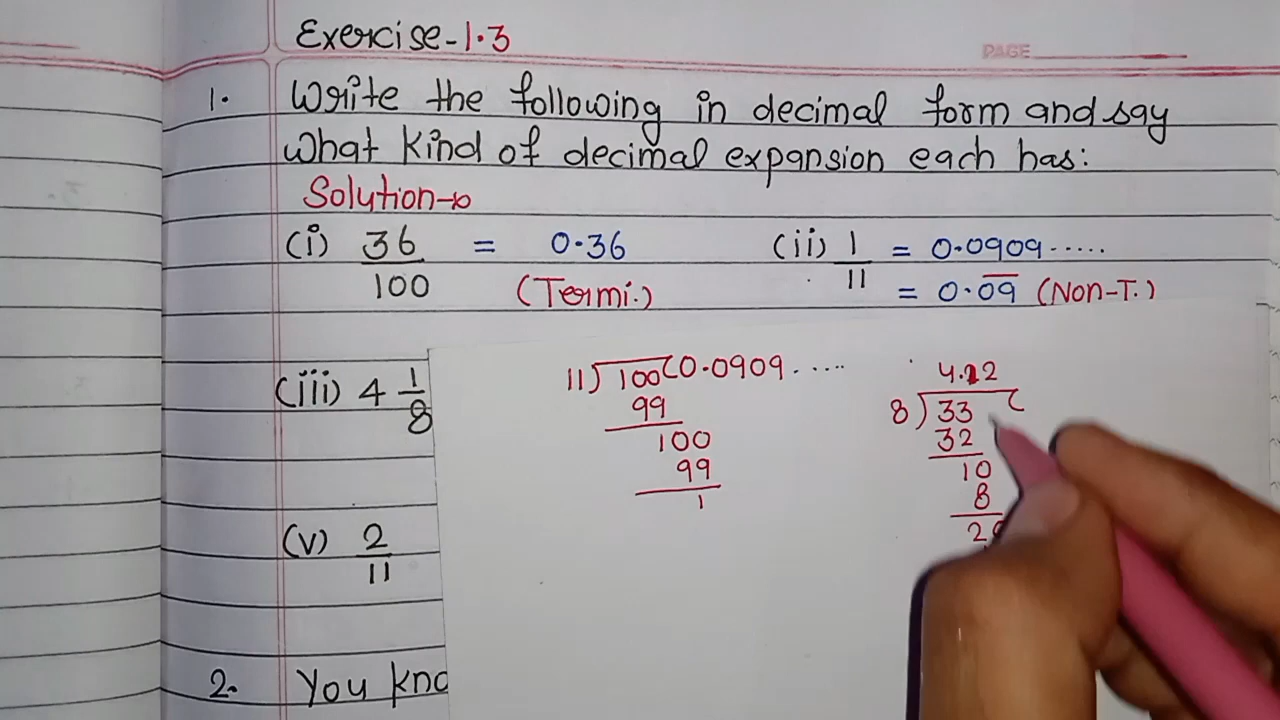 Exercise-1.3
PAGE
1. Write the following in decimal form and say
what kind of decimal expansion each has:
Solution→
(i) 36/100 = 0.36 (Termi.)
(ii) 1/11 = 0.0909.....
= 0.0̅9̅ (Non-T.)
(iii) 4 1/8
11) 100 (0.0909.....
99
100
99
1
4.12
8) 33 (
32
10
8
20
(v) 2/11
2. You kno